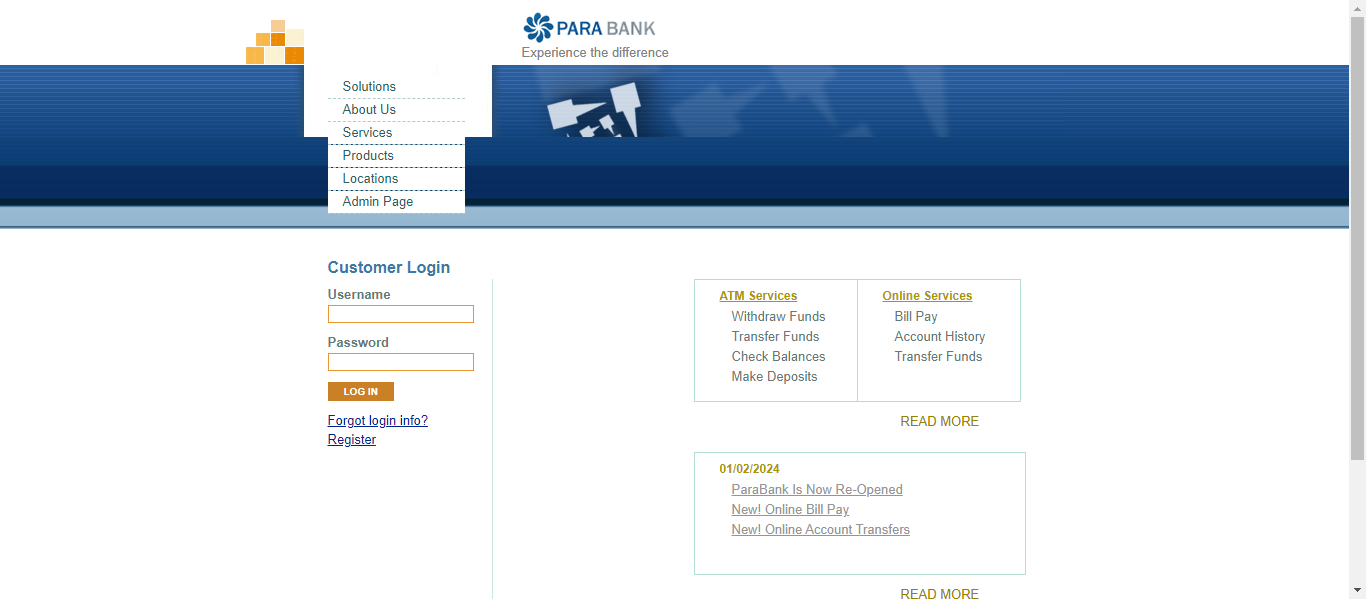 PARA BANK
Experience the difference
Solutions
About Us
Services
Products
Locations
Admin Page
Customer Login
Username
Password
LOG IN
Forgot login info?
Register
ATM Services
Withdraw Funds
Transfer Funds
Check Balances
Make Deposits
Online Services
Bill Pay
Account History
Transfer Funds
READ MORE
01/02/2024
ParaBank Is Now Re-Opened
New! Online Bill Pay
New! Online Account Transfers
READ MORE